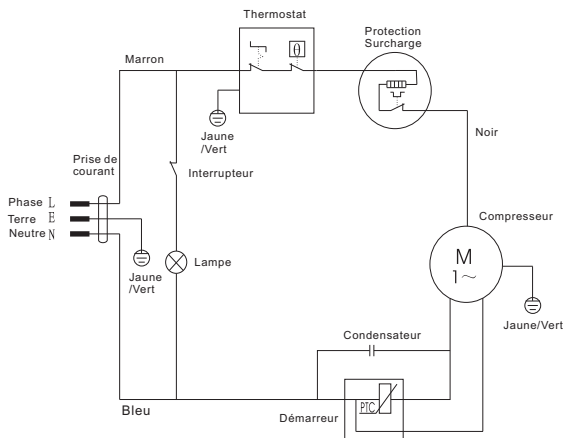 Thermostat
Protection
Surcharge
Marron
θ
Jaune
/Vert
Noir
Prise de
courant
Interrupteur
Phase L
Terre E
Neutre N
Compresseur
M
1~
Lampe
Jaune
/Vert
Jaune/Vert
Condensateur
PTC
Bleu
Démarreur